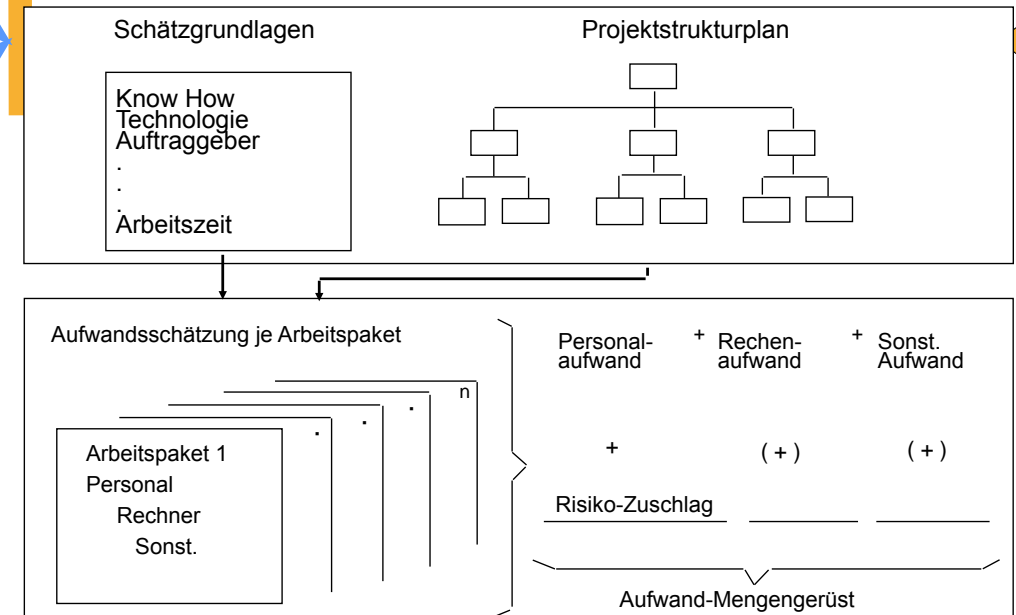 Schätzgrundlagen
Projektstrukturplan
Know How
Technologie
Auftraggeber
.
.
.
Arbeitszeit
Aufwandsschätzung je Arbeitspaket
n
.
.
.
Arbeitspaket 1
Personal
Rechner
Sonst.
Personal- + Rechen- + Sonst.
aufwand aufwand Aufwand
+ ( + ) ( + )
Risiko-Zuschlag
Aufwand-Mengengerüst